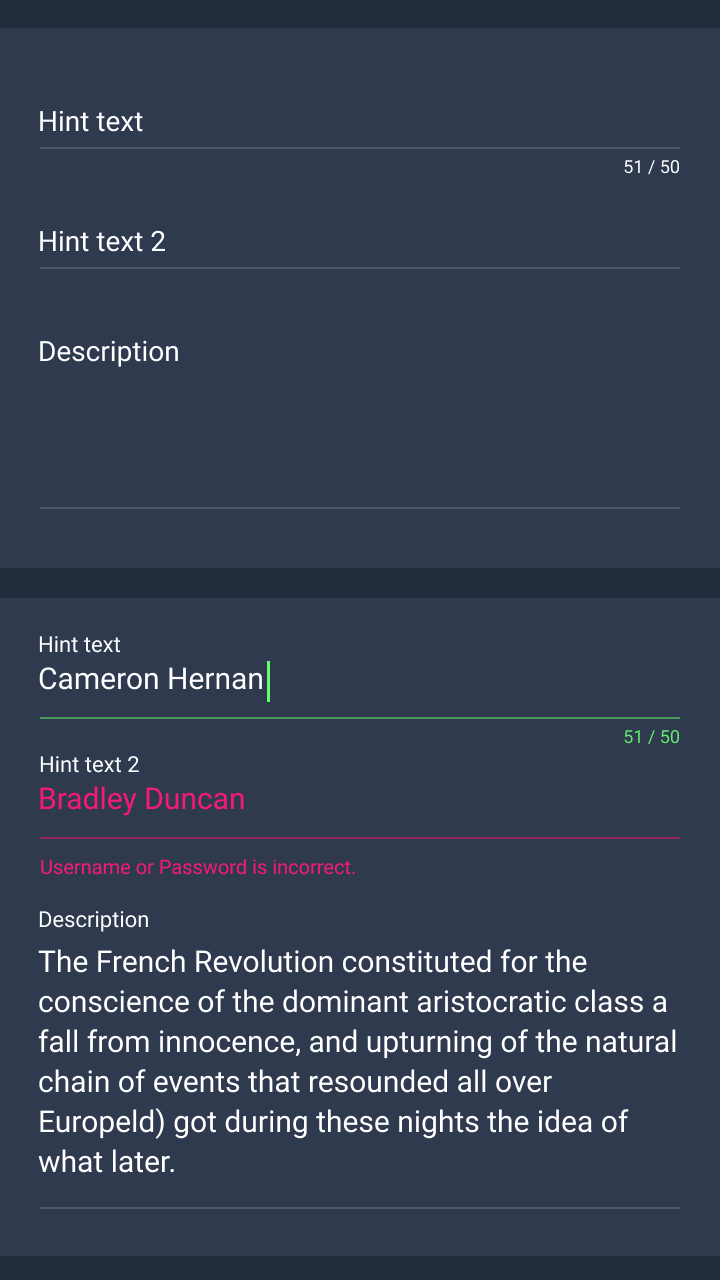 Hint text
51 / 50
Hint text 2
Description
Hint text
Cameron Hernan
51 / 50
Hint text 2
Bradley Duncan
Username or Password is incorrect.
Description
The French Revolution constituted for the
conscience of the dominant aristocratic class a
fall from innocence, and upturning of the natural
chain of events that resounded all over
Europeld) got during these nights the idea of
what later.